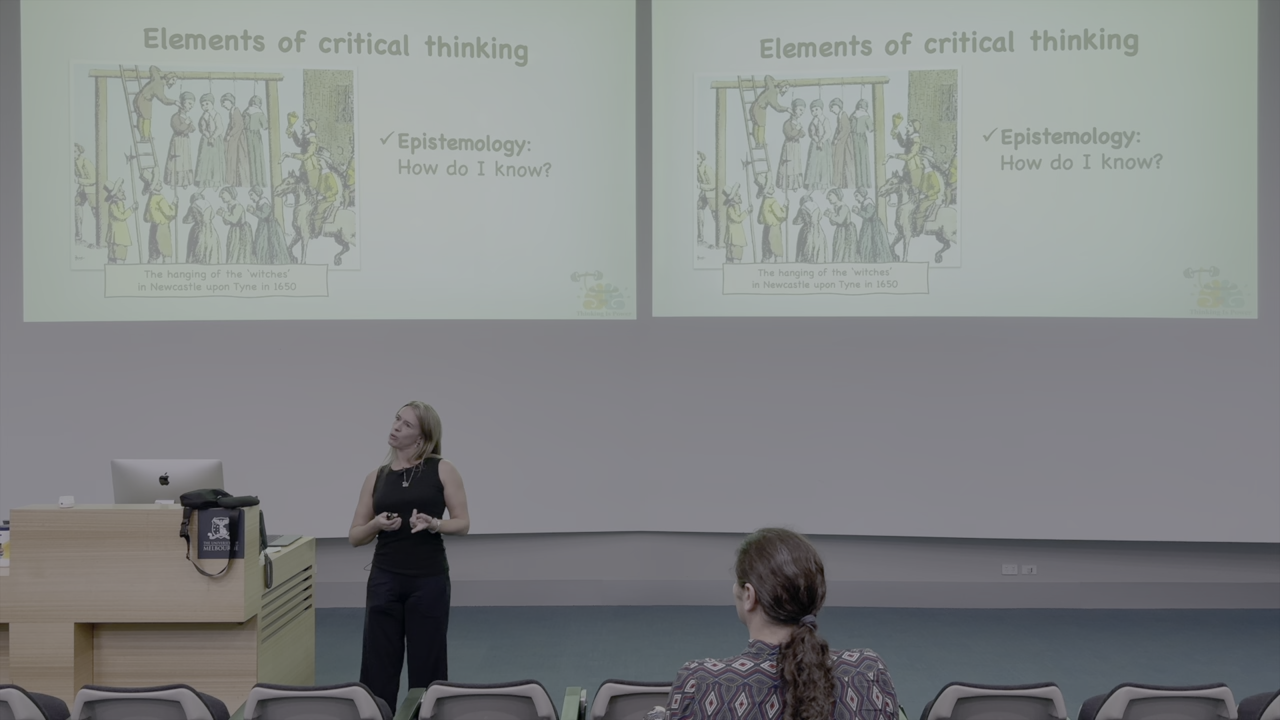 Elements of critical thinking
✓ Epistemology:
How do I know?
The hanging of the 'witches'
in Newcastle upon Tyne in 1650
Elements of critical thinking
✓ Epistemology:
How do I know?
The hanging of the 'witches'
in Newcastle upon Tyne in 1650
MELBOURNE